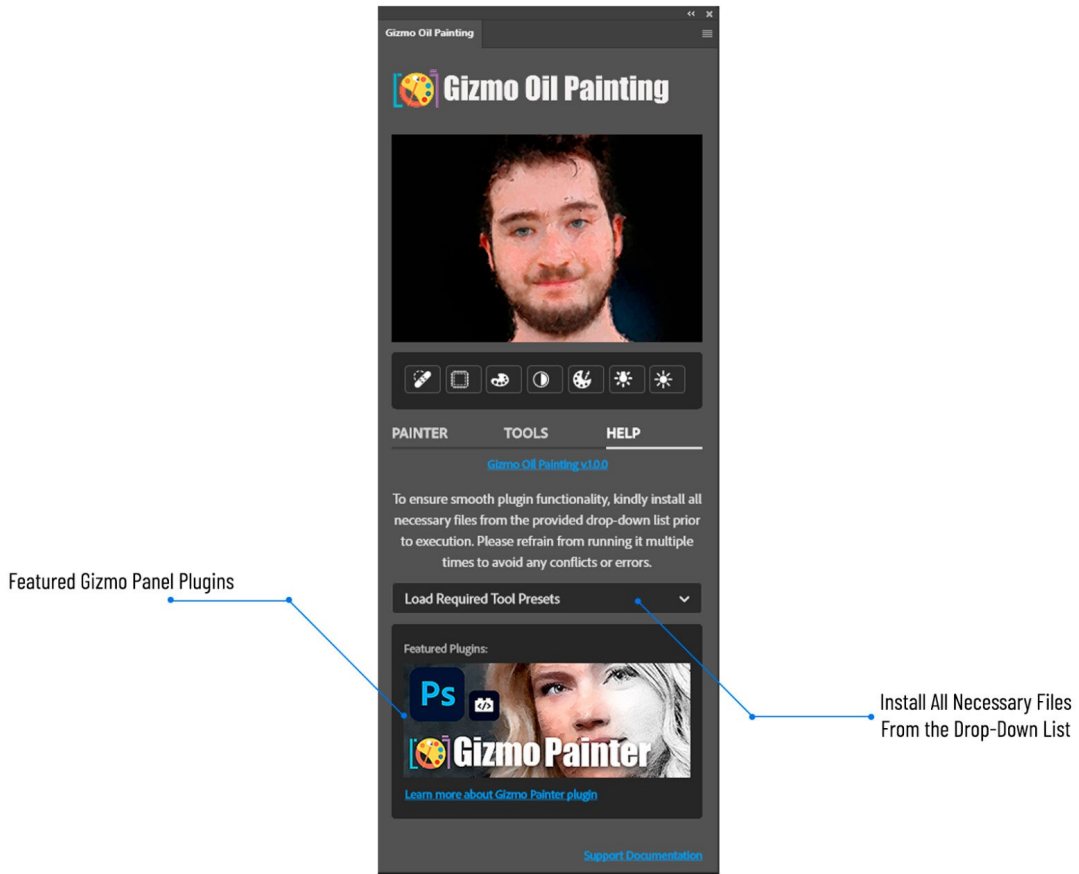 Gizmo Oil Painting
Gizmo Oil Painting
PAINTER TOOLS HELP
Gizmo Oil Painting v.1.0.0
To ensure smooth plugin functionality, kindly install all
necessary files from the provided drop-down list prior
to execution. Please refrain from running it multiple
times to avoid any conflicts or errors.
Featured Gizmo Panel Plugins
Load Required Tool Presets
Featured Plugins:
Ps
Gizmo Painter
Learn more about Gizmo Painter plugin
Install All Necessary Files
From the Drop-Down List
Support Documentation